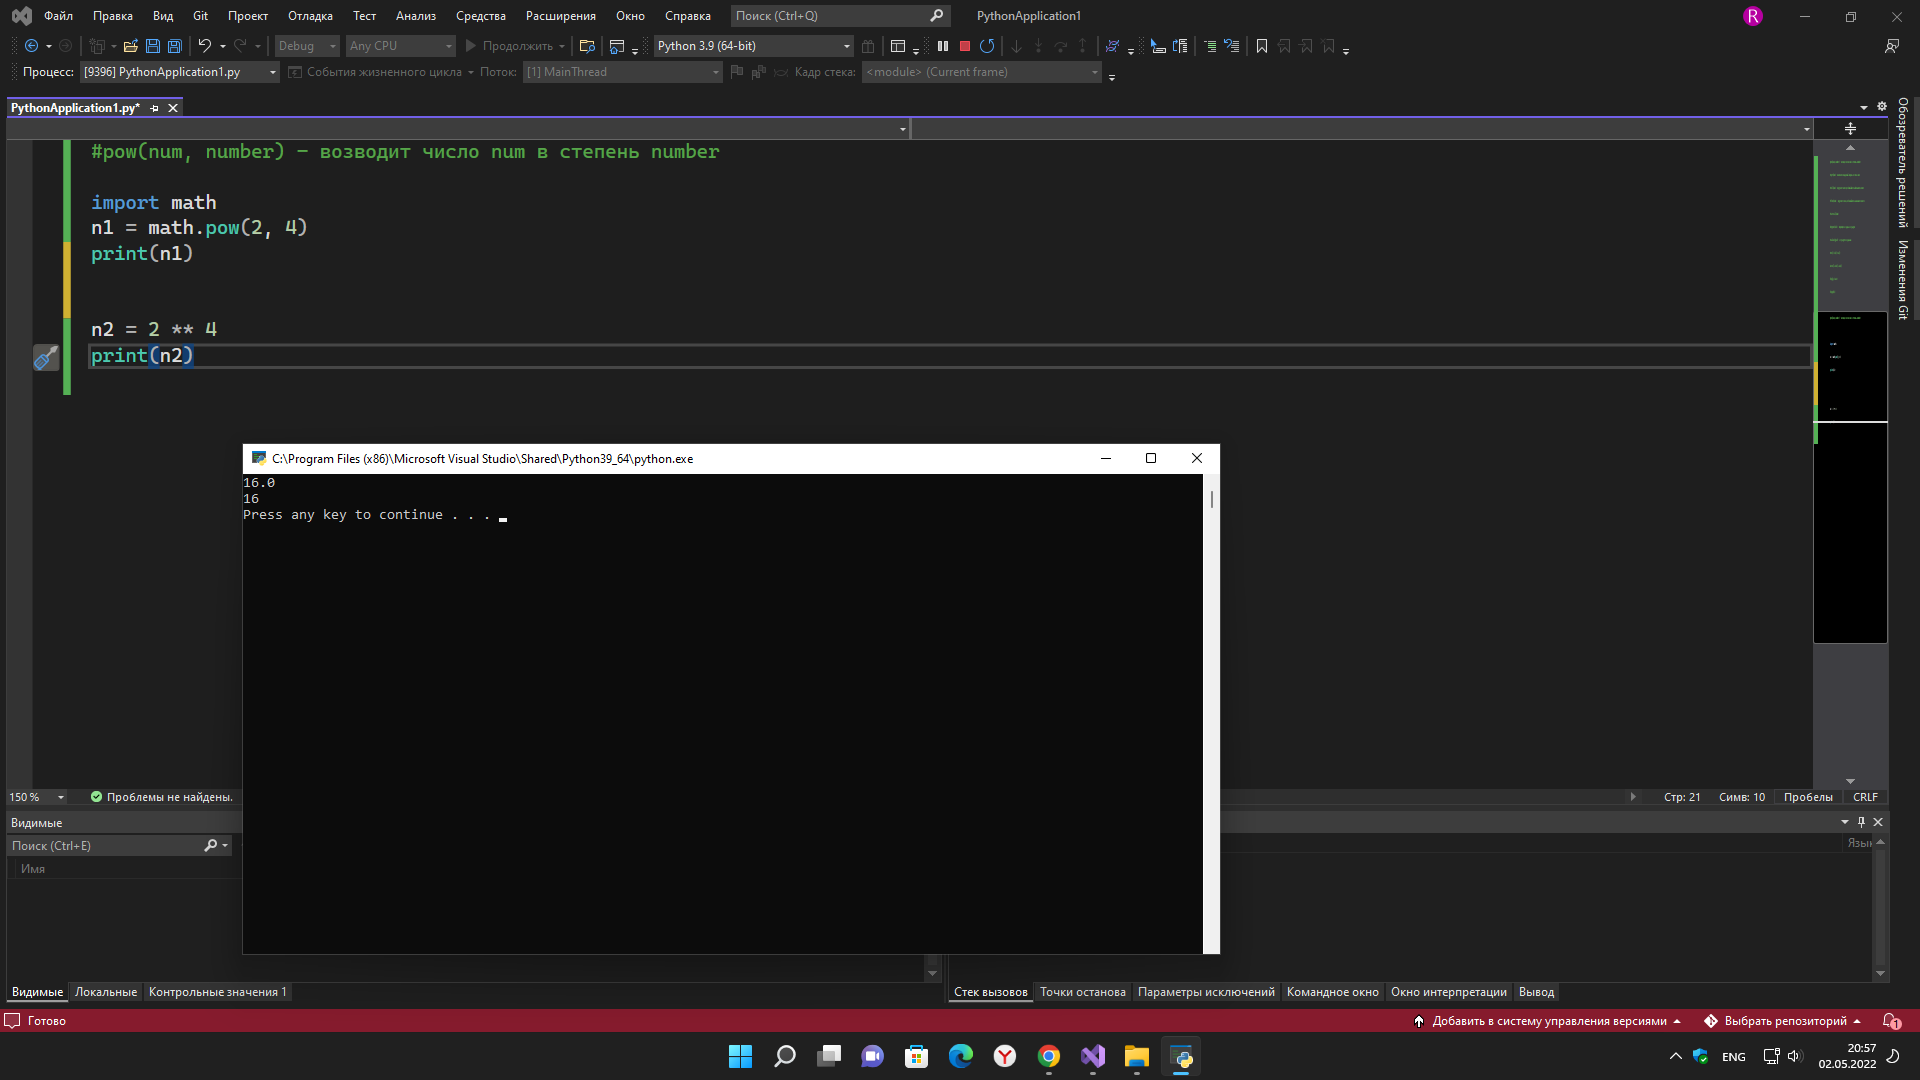 Файл Правка Вид Git Проект Отладка Тест Анализ Средства Расширения Окно Справка Поиск (Ctrl+Q) PythonApplication1 R
Debug Any CPU Продолжить Python 3.9 (64-bit)
Процесс: [9396] PythonApplication1.py События жизненного цикла Поток: [1] MainThread Кадр стека: <module> (Current frame)
PythonApplication1.py*
Обозреватель решений
Изменения Git
#pow(num, number) – возводит число num в степень number
import math
n1 = math.pow(2, 4)
print(n1)
n2 = 2 ** 4
print(n2)
C:\Program Files (x86)\Microsoft Visual Studio\Shared\Python39_64\python.exe
16.0
16
Press any key to continue . . .
150 % Проблемы не найдены. Стр: 21 Симв: 10 Пробелы CRLF
Видимые
Поиск (Ctrl+E)
Имя
Язык
Видимые Локальные Контрольные значения 1 Стек вызовов Точки останова Параметры исключений Командное окно Окно интерпретации Вывод
Готово Добавить в систему управления версиями Выбрать репозиторий 1
ENG 20:57
02.05.2022